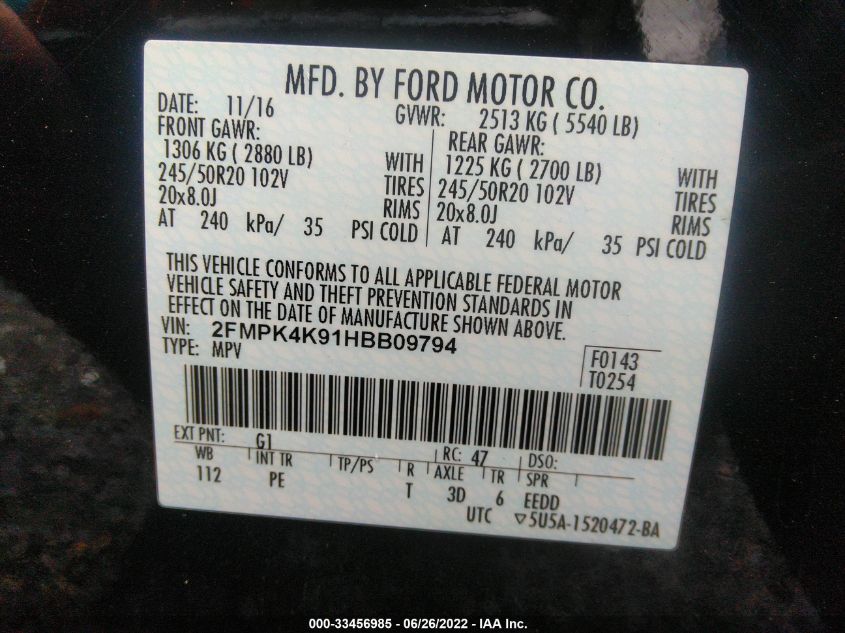 MFD. BY FORD MOTOR CO.
DATE: 11/16 GVWR: 2513 KG ( 5540 LB)
FRONT GAWR: REAR GAWR:
1306 KG ( 2880 LB) WITH 1225 KG ( 2700 LB) WITH
245/50R20 102V TIRES 245/50R20 102V TIRES
20x8.0J RIMS 20x8.0J RIMS
AT 240 kPa/ 35 PSI COLD AT 240 kPa/ 35 PSI COLD
THIS VEHICLE CONFORMS TO ALL APPLICABLE FEDERAL MOTOR
VEHICLE SAFETY AND THEFT PREVENTION STANDARDS IN
EFFECT ON THE DATE OF MANUFACTURE SHOWN ABOVE.
VIN: 2FMPK4K91HBB09794
TYPE: MPV F0143
T0254
EXT PNT: G1 RC: 47 DSO:
WB INT TR TP/PS R AXLE TR SPR
112 PE T 3D 6 EEDD
UTC ▽5U5A-1520472-BA
000-33456985 - 06/26/2022 - IAA Inc.